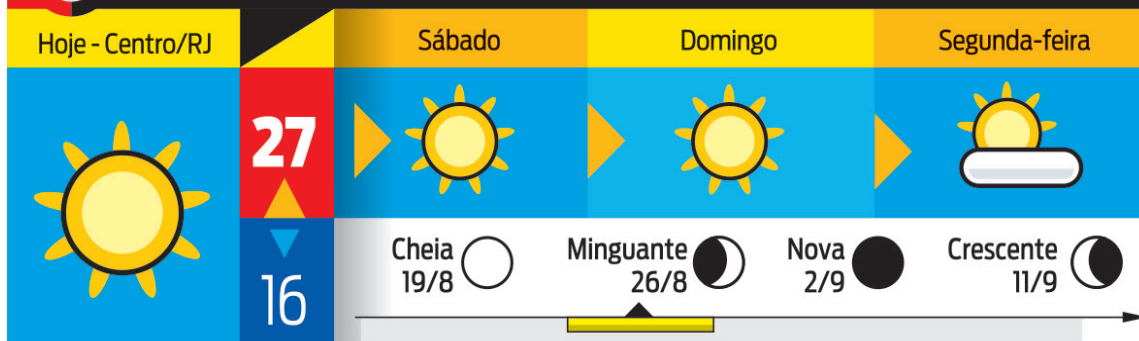 Hoje - Centro/RJ
Sábado
Domingo
Segunda-feira
27
16
Cheia
19/8
Minguante
26/8
Nova
2/9
Crescente
11/9